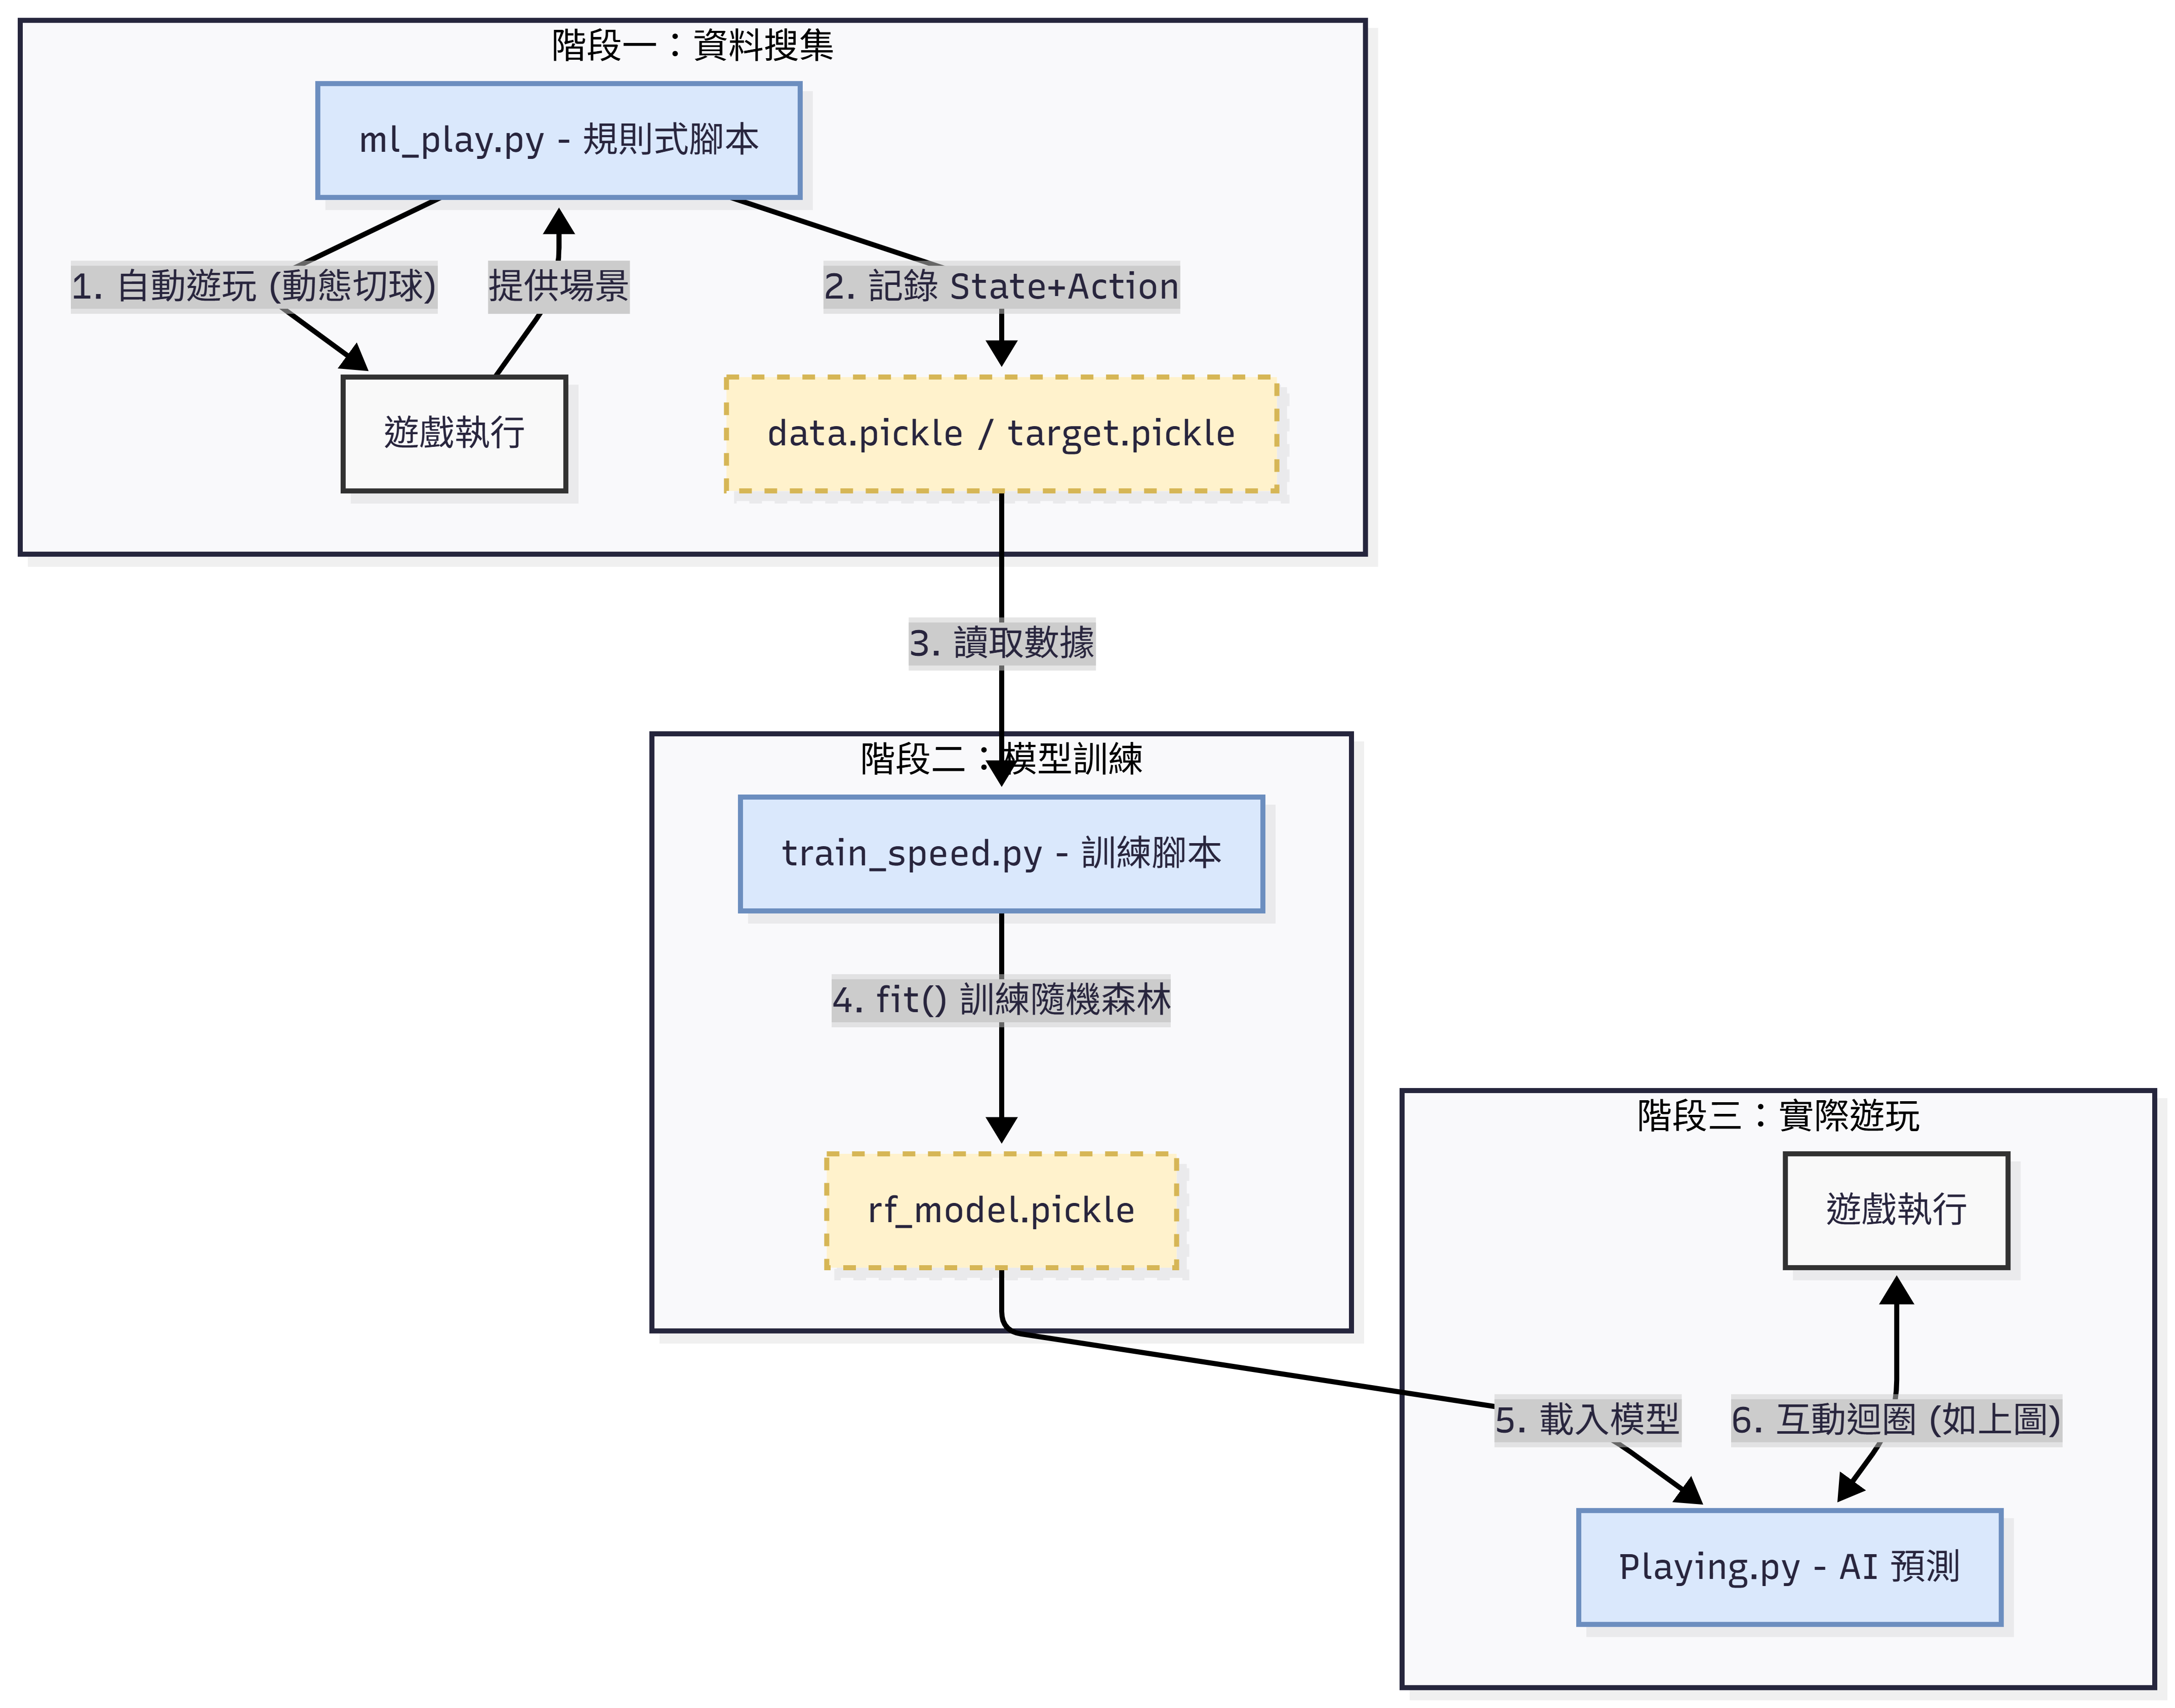 階段一：資料搜集
ml_play.py - 規則式腳本
1. 自動遊玩 (動態切球)
提供場景
2. 記錄 State+Action
遊戲執行
data.pickle / target.pickle
3. 讀取數據
階段二：模型訓練
train_speed.py - 訓練腳本
4. fit() 訓練隨機森林
rf_model.pickle
階段三：實際遊玩
遊戲執行
5. 載入模型
6. 互動迴圈 (如上圖)
Playing.py - AI 預測